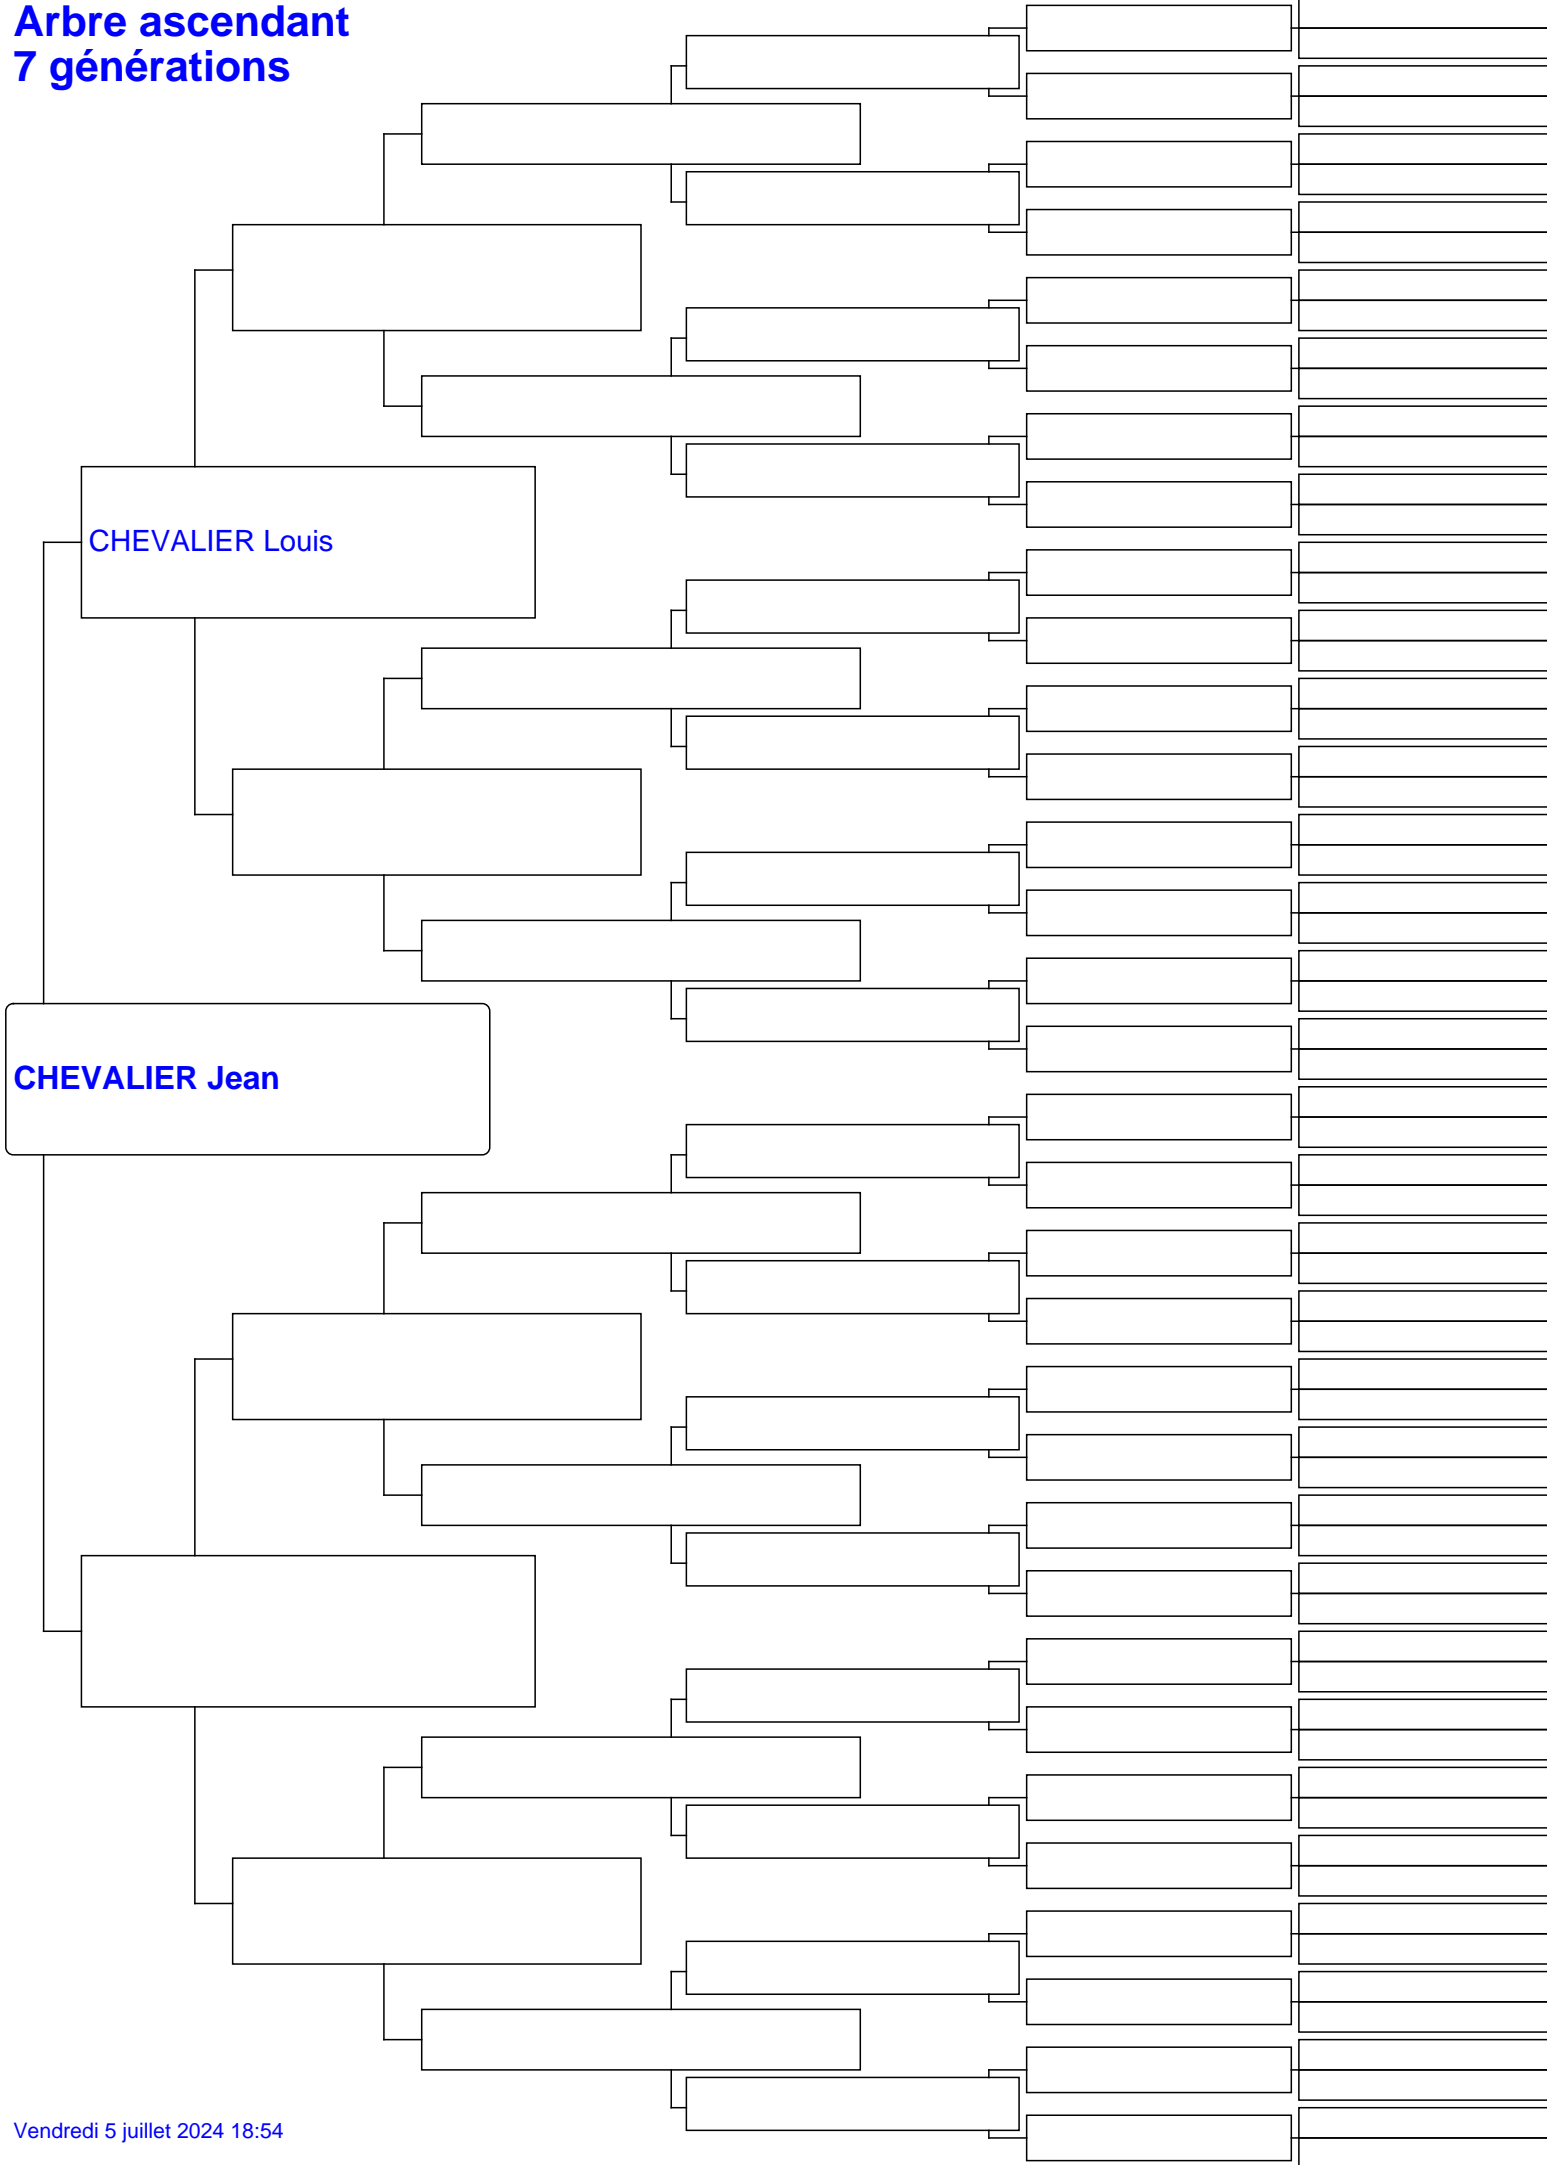 Arbre ascendant
7 générations
CHEVALIER Louis
CHEVALIER Jean
Vendredi 5 juillet 2024 18:54